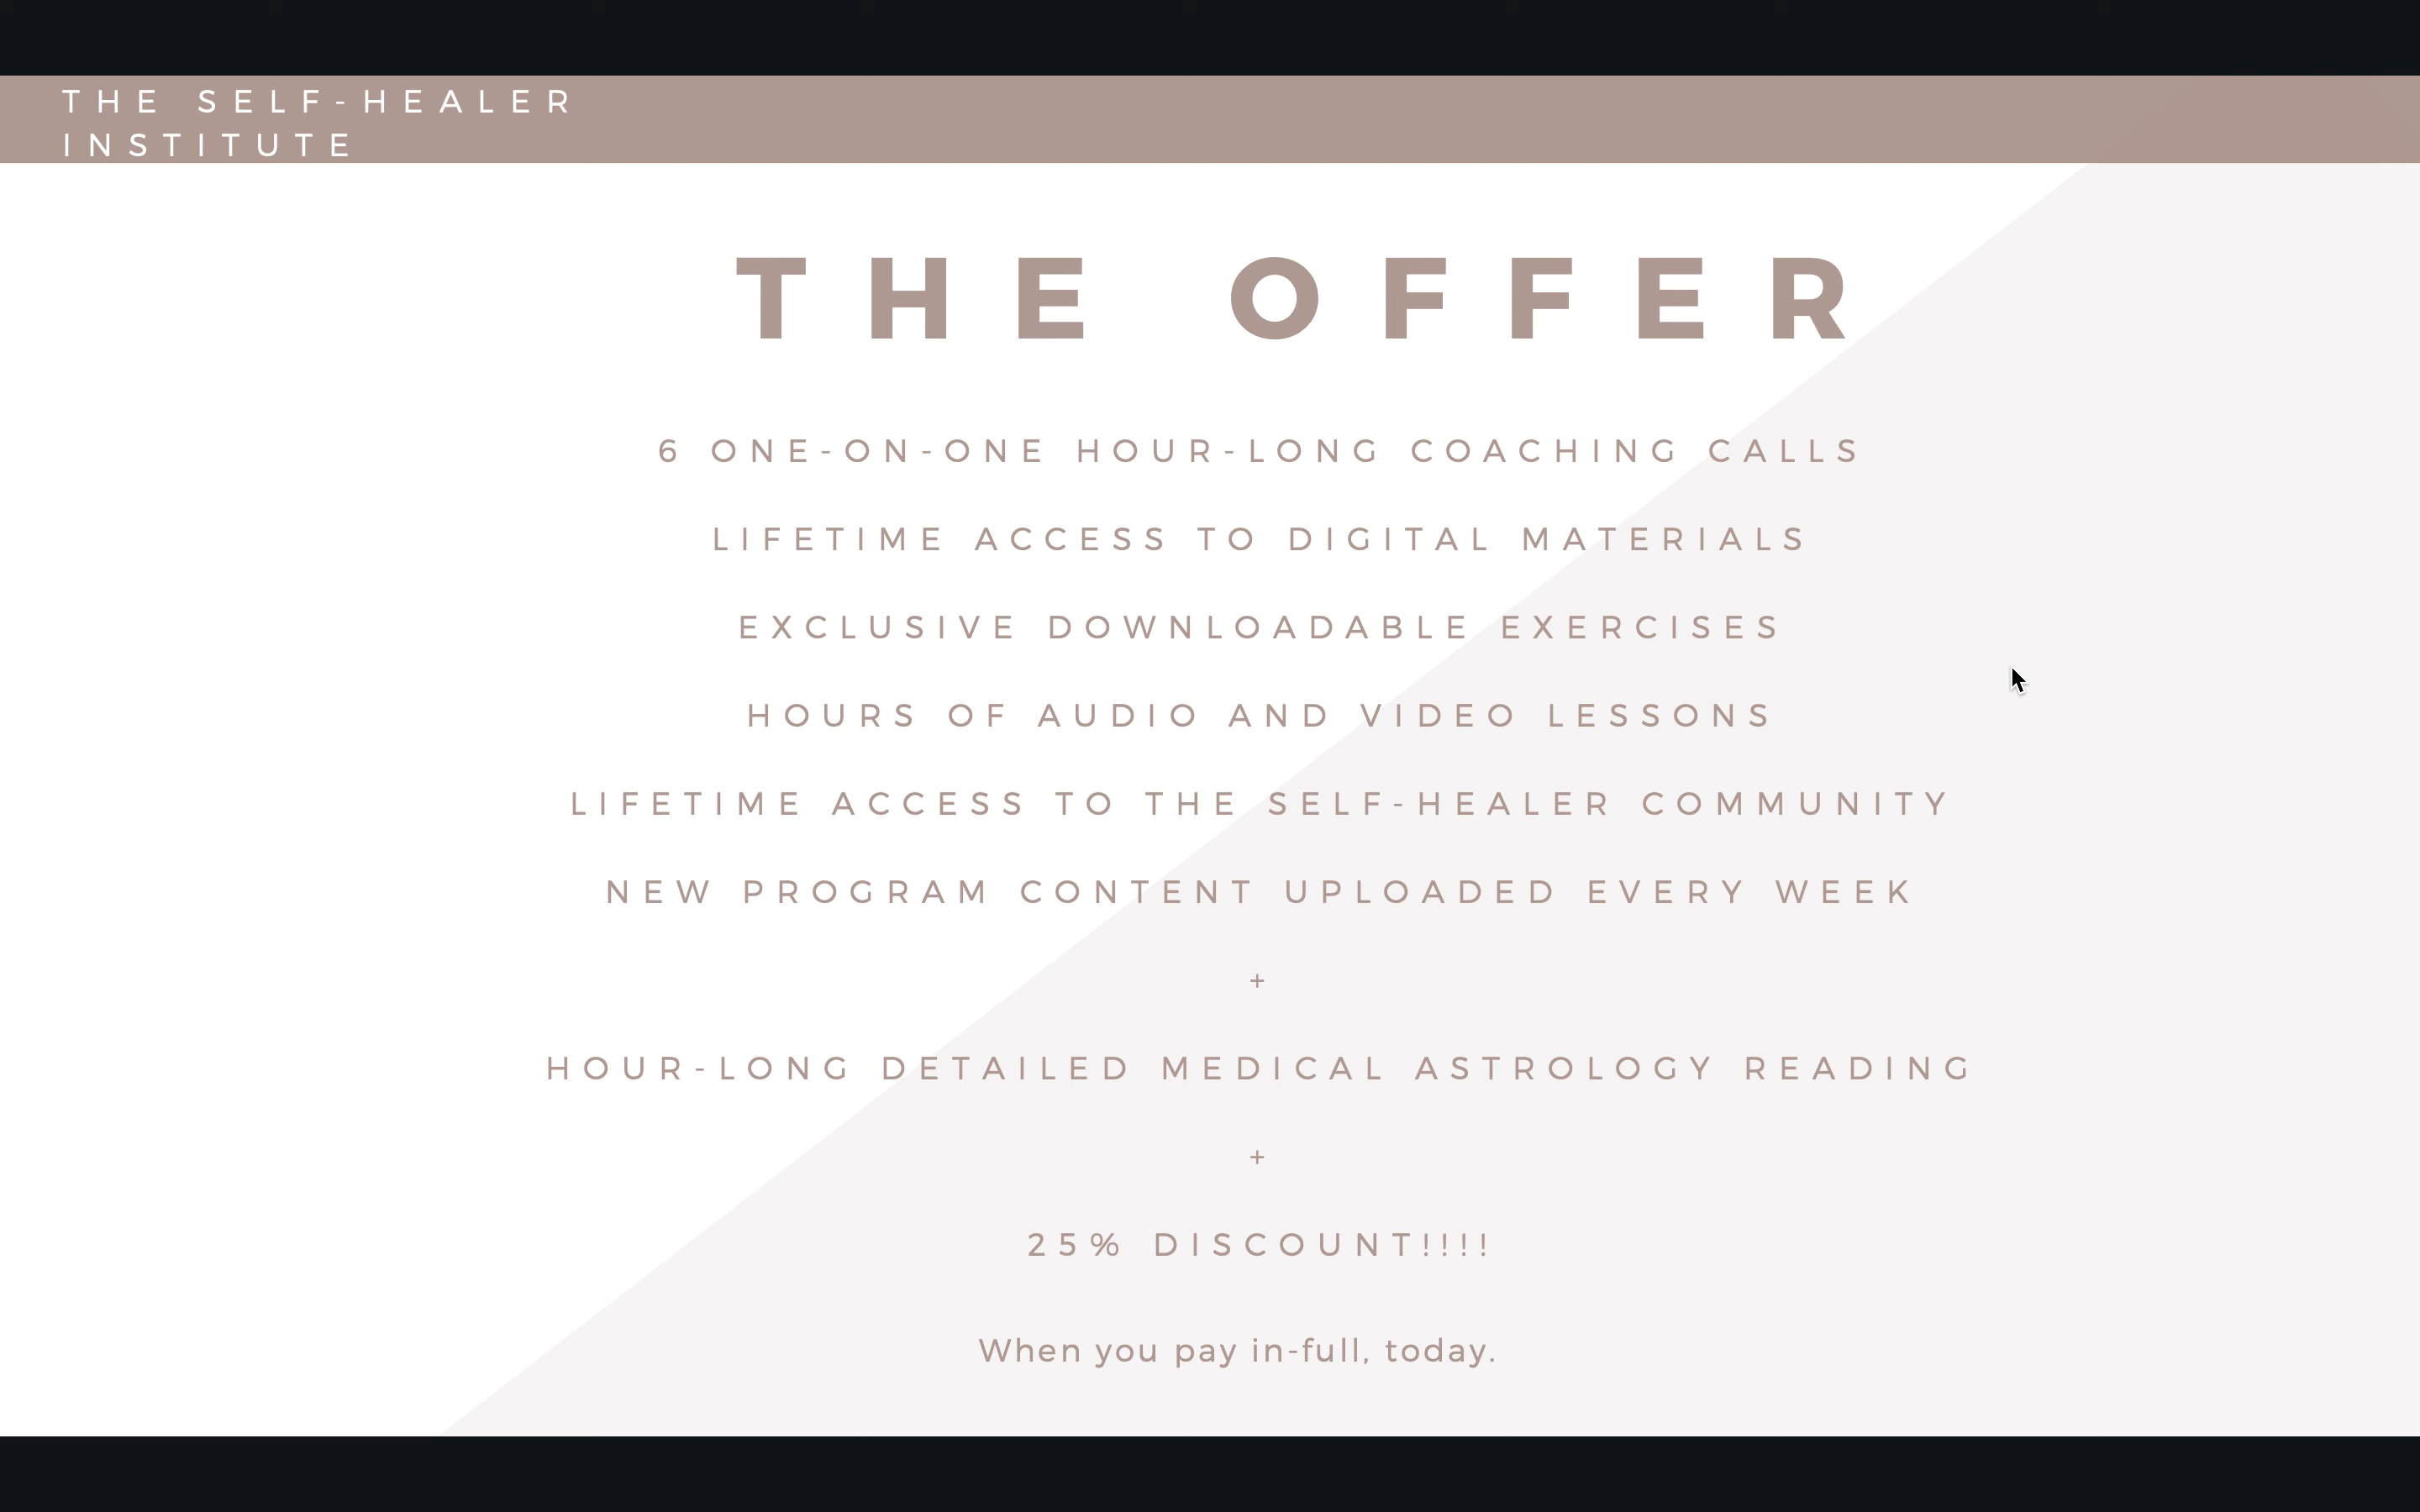 THE SELF-HEALER
INSTITUTE
THE OFFER
6 ONE-ON-ONE HOUR-LONG COACHING CALLS
LIFETIME ACCESS TO DIGITAL MATERIALS
EXCLUSIVE DOWNLOADABLE EXERCISES
HOURS OF AUDIO AND VIDEO LESSONS
LIFETIME ACCESS TO THE SELF-HEALER COMMUNITY
NEW PROGRAM CONTENT UPLOADED EVERY WEEK
+
HOUR-LONG DETAILED MEDICAL ASTROLOGY READING
+
25% DISCOUNT!!!!
When you pay in-full, today.